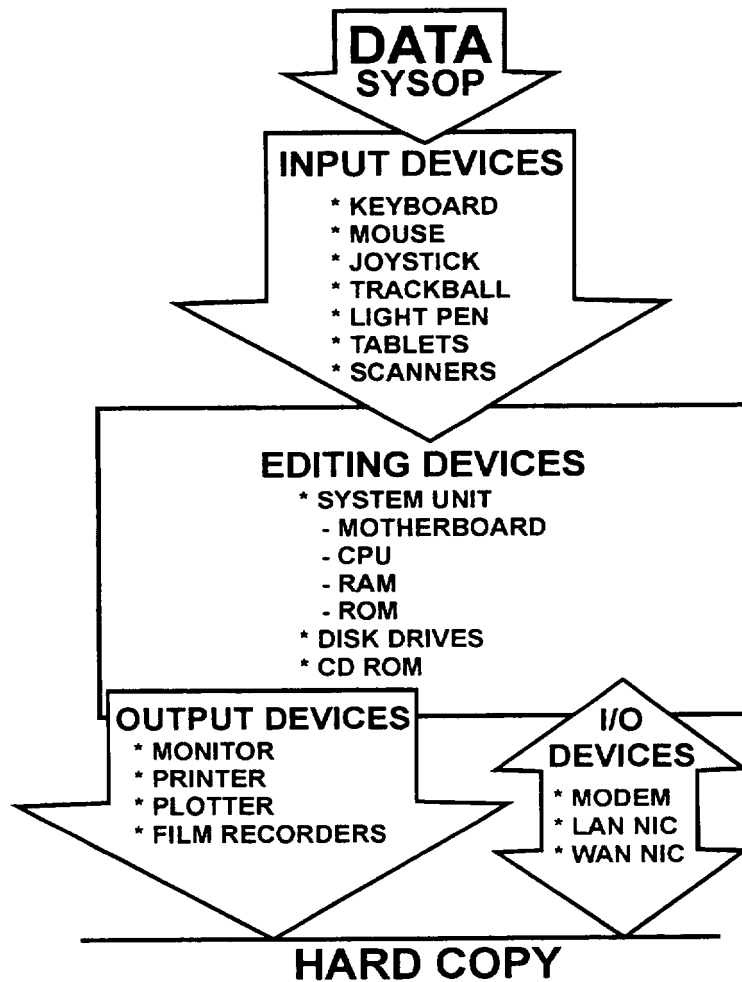 DATA
SYSOP
INPUT DEVICES
* KEYBOARD
* MOUSE
* JOYSTICK
* TRACKBALL
* LIGHT PEN
* TABLETS
* SCANNERS
EDITING DEVICES
* SYSTEM UNIT
- MOTHERBOARD
- CPU
- RAM
- ROM
* DISK DRIVES
* CD ROM
OUTPUT DEVICES
* MONITOR
* PRINTER
* PLOTTER
* FILM RECORDERS
I/O
DEVICES
* MODEM
* LAN NIC
* WAN NIC
HARD COPY